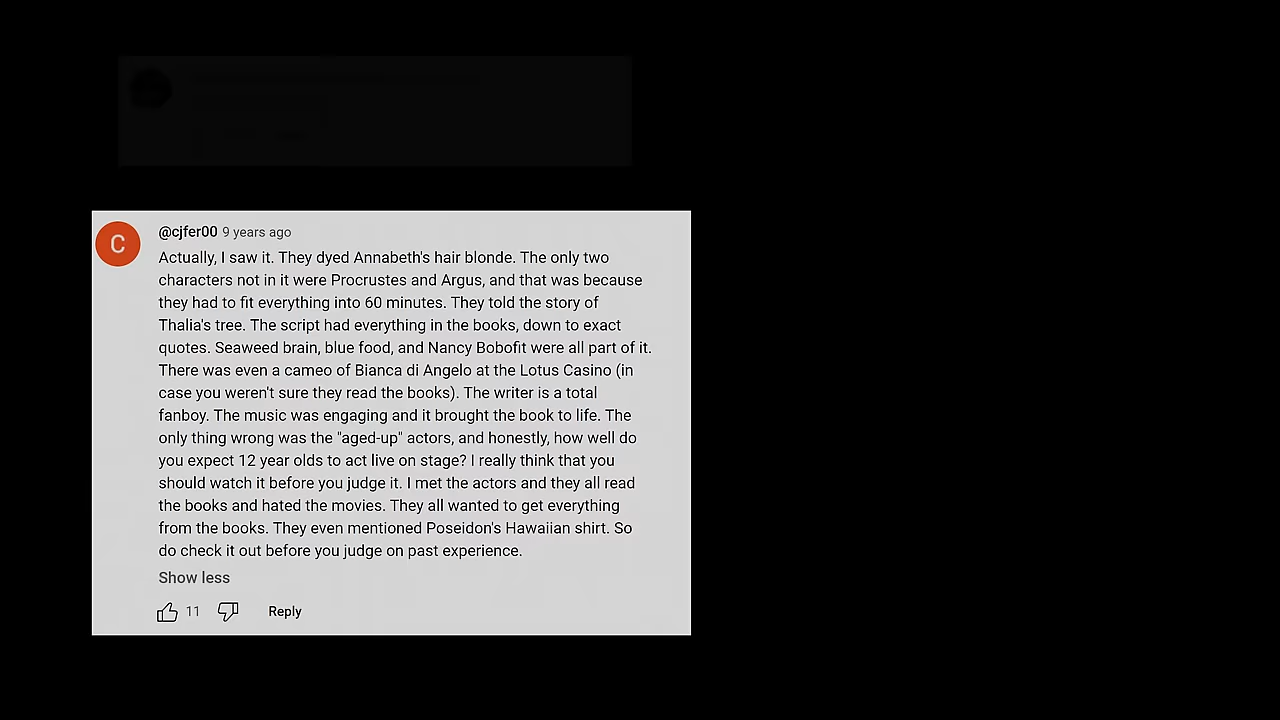 C
@cjfer00 9 years ago
Actually, I saw it. They dyed Annabeth's hair blonde. The only two
characters not in it were Procrustes and Argus, and that was because
they had to fit everything into 60 minutes. They told the story of
Thalia's tree. The script had everything in the books, down to exact
quotes. Seaweed brain, blue food, and Nancy Bobofit were all part of it.
There was even a cameo of Bianca di Angelo at the Lotus Casino (in
case you weren't sure they read the books). The writer is a total
fanboy. The music was engaging and it brought the book to life. The
only thing wrong was the "aged-up" actors, and honestly, how well do
you expect 12 year olds to act live on stage? I really think that you
should watch it before you judge it. I met the actors and they all read
the books and hated the movies. They all wanted to get everything
from the books. They even mentioned Poseidon's Hawaiian shirt. So
do check it out before you judge on past experience.
Show less
11 Reply